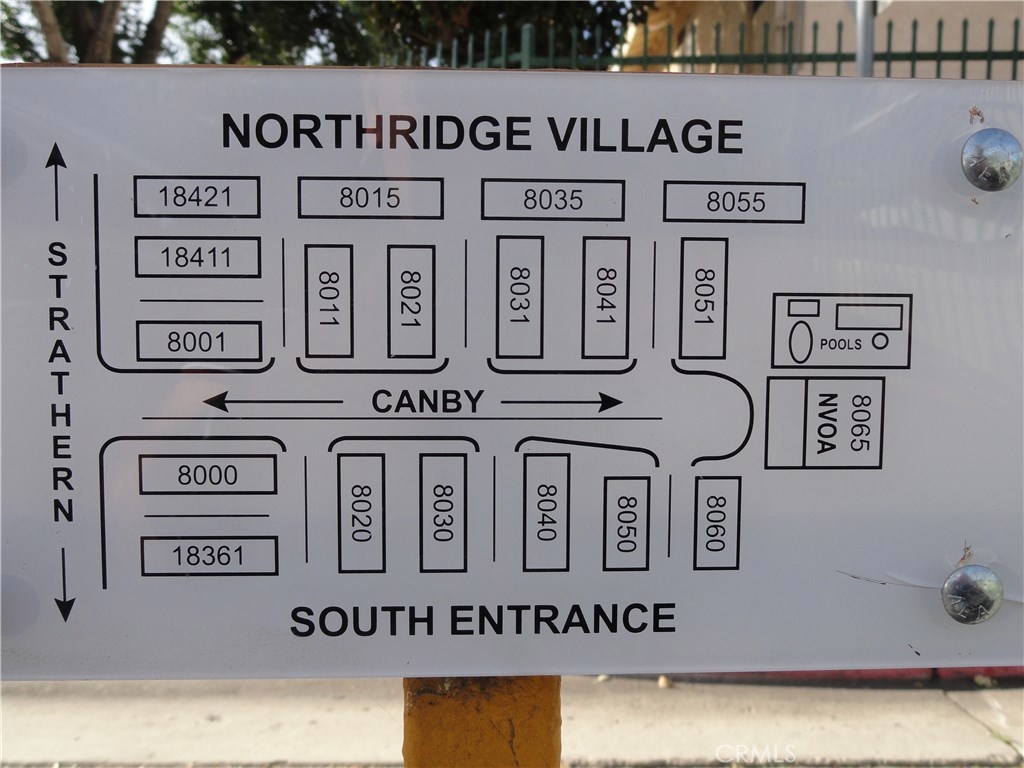 NORTHRIDGE VILLAGE
18421 8015 8035 8055
18411
8011 8021 8031 8041 8051
8001
POOLS
STRATHERN
CANBY
8065
NVOA
8000
8020 8030 8040 8050 8060
18361
SOUTH ENTRANCE
CRMLS